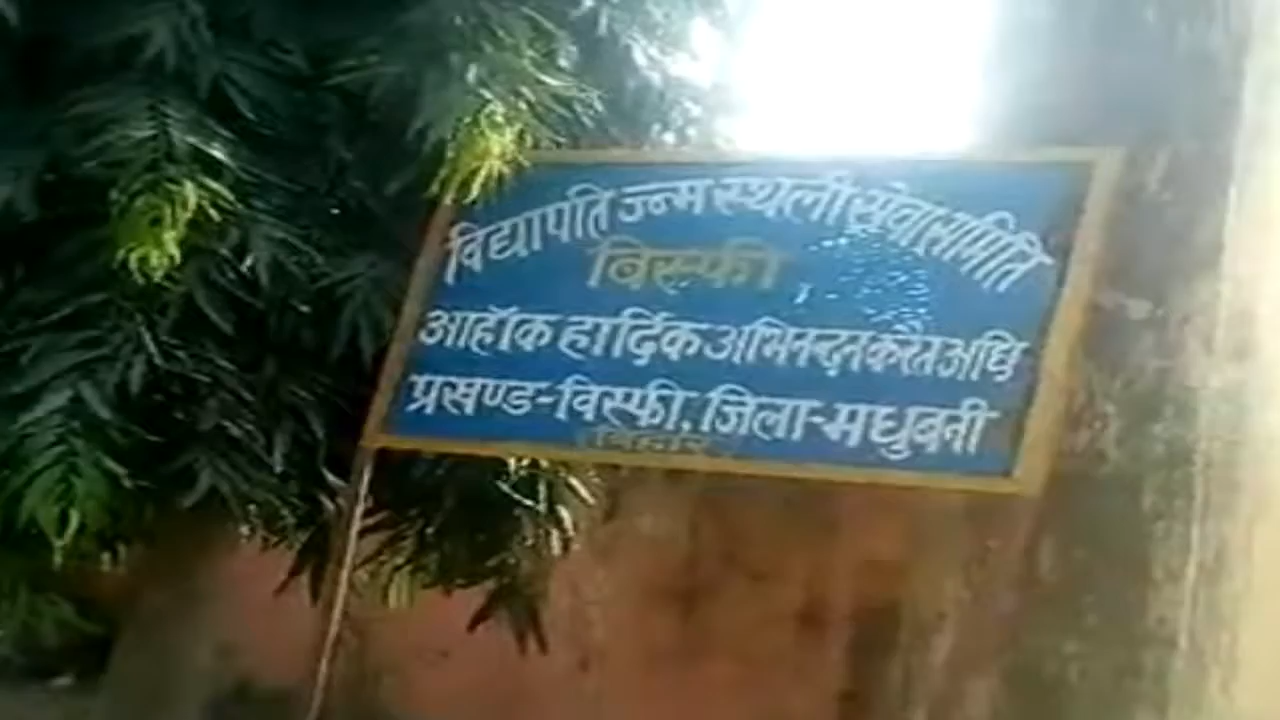 विद्यापति जन्म स्थली सेवा समिति
विस्फी
आहाँक हार्दिक अभिनन्दन करैत अछि
प्रखण्ड-विस्फी, जिला-मधुबनी
बिहार